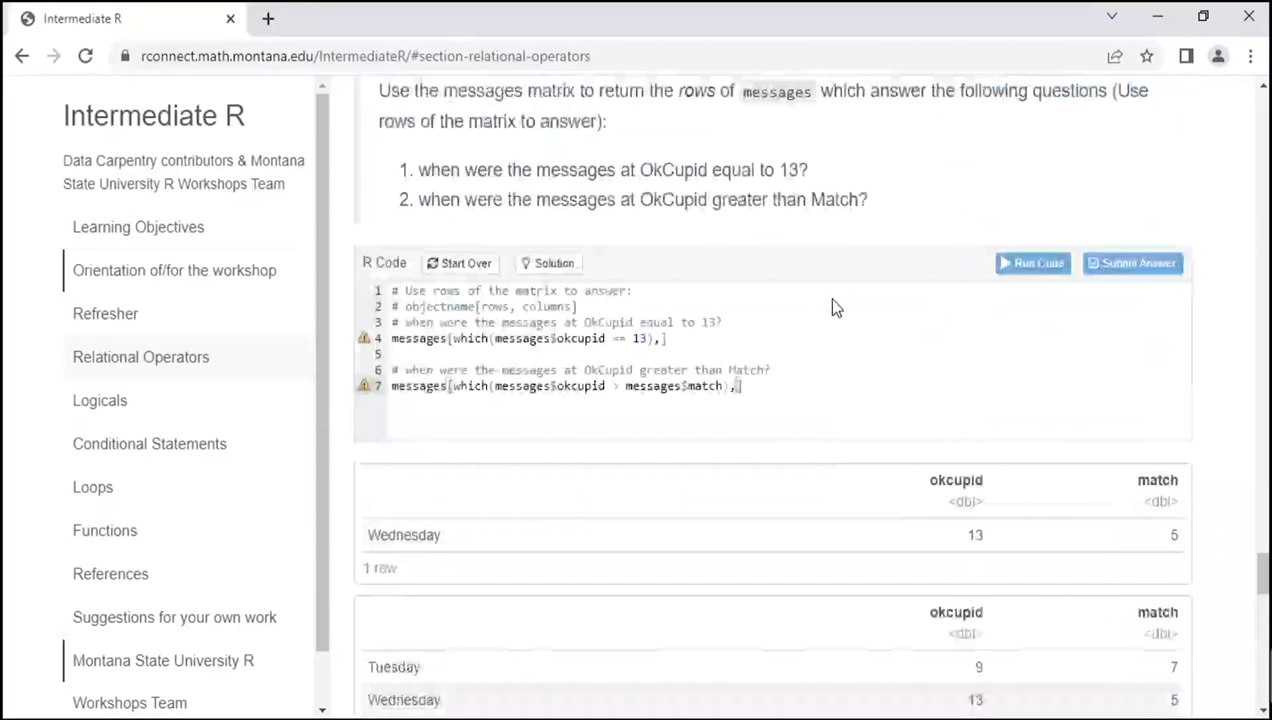 Intermediate R
rconnect.math.montana.edu/IntermediateR/#section-relational-operators
Intermediate R
Data Carpentry contributors & Montana
State University R Workshops Team
Learning Objectives
Orientation of/for the workshop
Refresher
Relational Operators
Logicals
Conditional Statements
Loops
Functions
References
Suggestions for your own work
Montana State University R
Workshops Team
Use the messages matrix to return the rows of messages which answer the following questions (Use
rows of the matrix to answer):
1. when were the messages at OkCupid equal to 13?
2. when were the messages at OkCupid greater than Match?
R Code Start Over Solution Run Code Submit Answer
1 # Use rows of the matrix to answer:
2 # objectname[rows, columns]
3 # when were the messages at OkCupid equal to 13?
4 messages[which(messages$okcupid == 13),]
5
6 # when were the messages at OkCupid greater than Match?
7 messages[which(messages$okcupid > messages$match),]
okcupid match
<dbl> <dbl>
Wednesday 13 5
1 row
okcupid match
<dbl> <dbl>
Tuesday 9 7
Wednesday 13 5